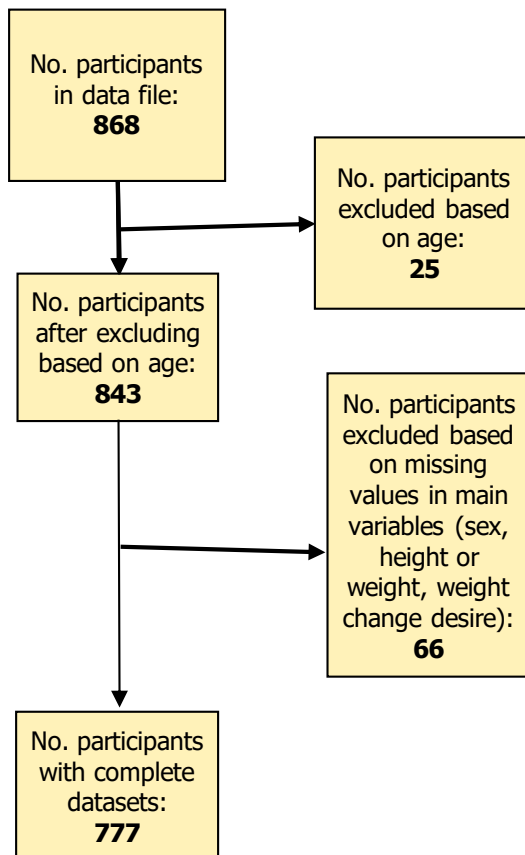 No. participants
in data file:
868
No. participants
excluded based
on age:
25
No. participants
after excluding
based on age:
843
No. participants
excluded based
on missing
values in main
variables (sex,
height or
weight, weight
change desire):
66
No. participants
with complete
datasets:
777